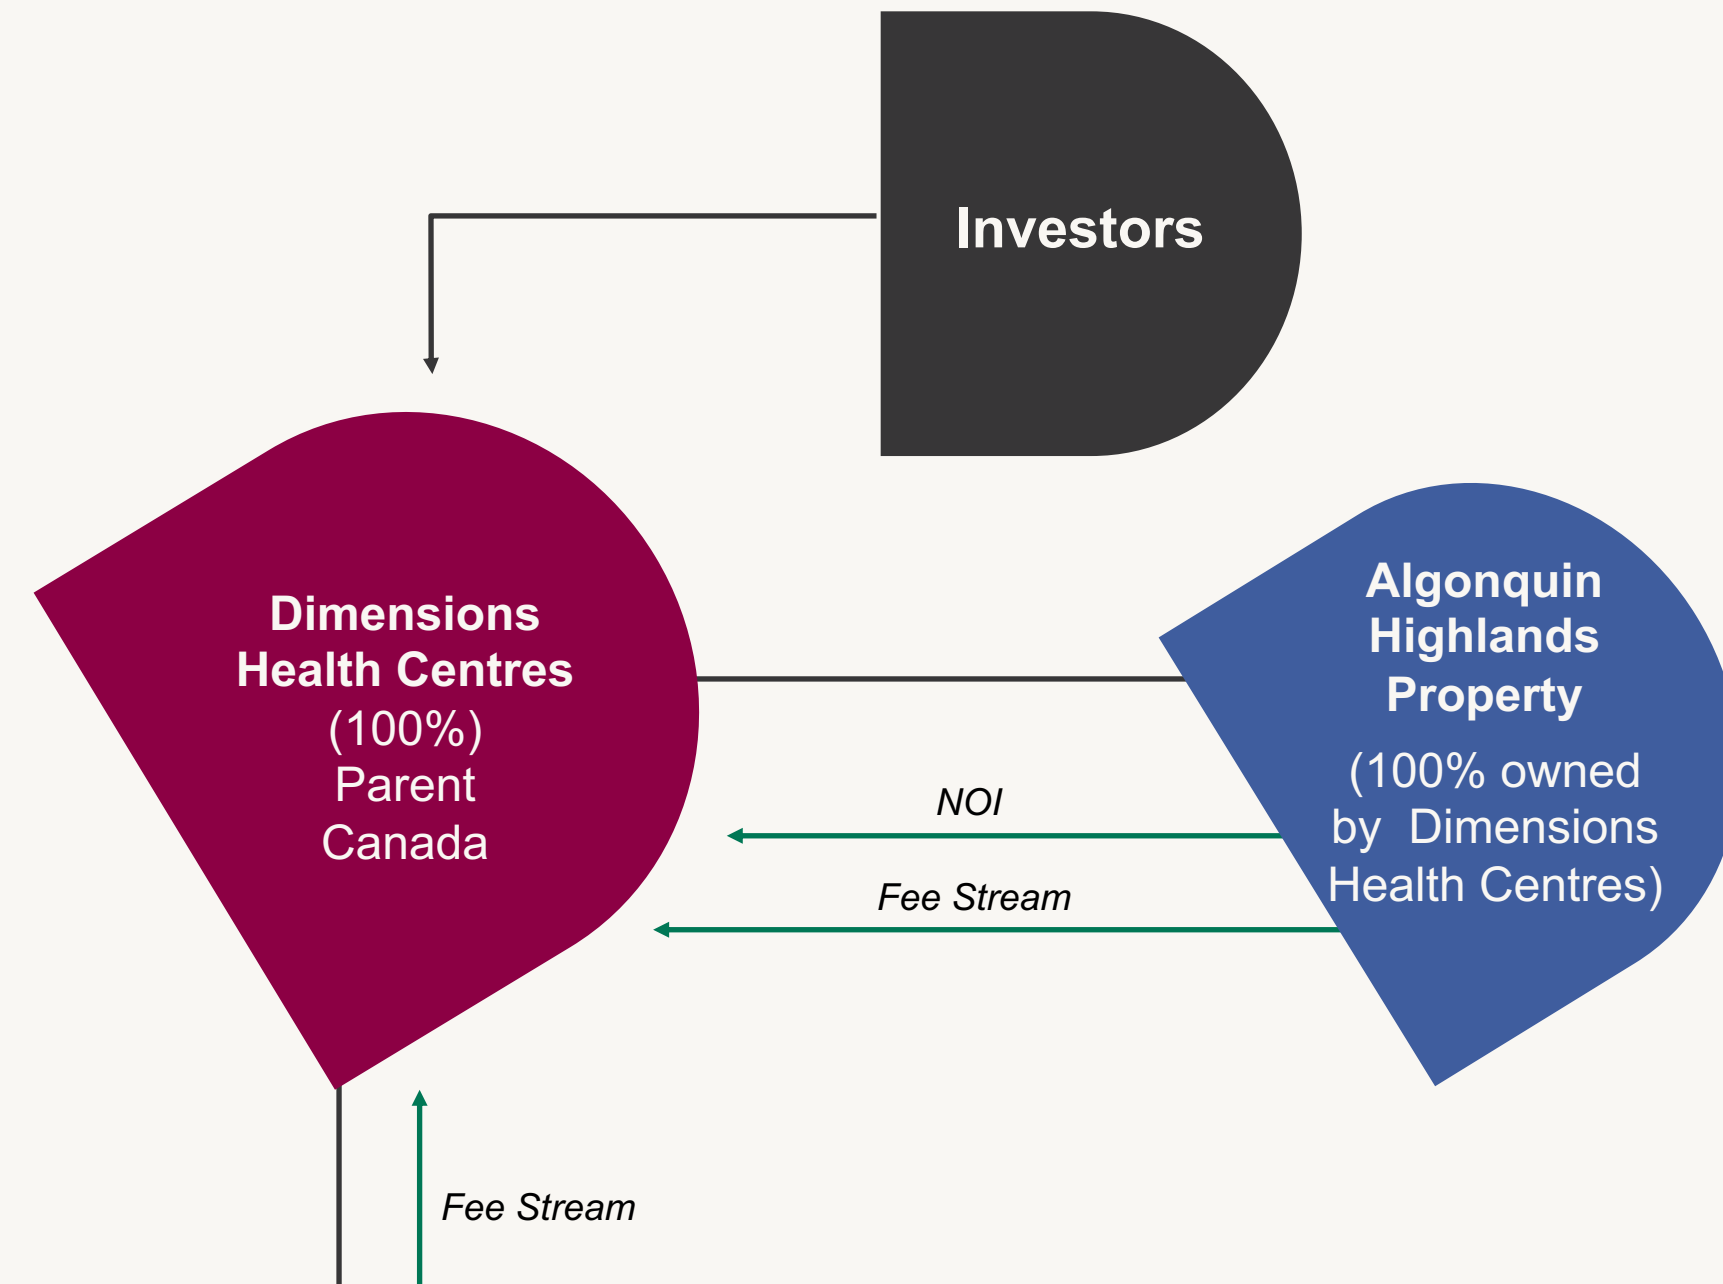 Investors
Dimensions
Health Centres
(100%)
Parent
Canada
Algonquin
Highlands
Property
(100% owned
by  Dimensions
Health Centres)
NOI
Fee Stream
Fee Stream